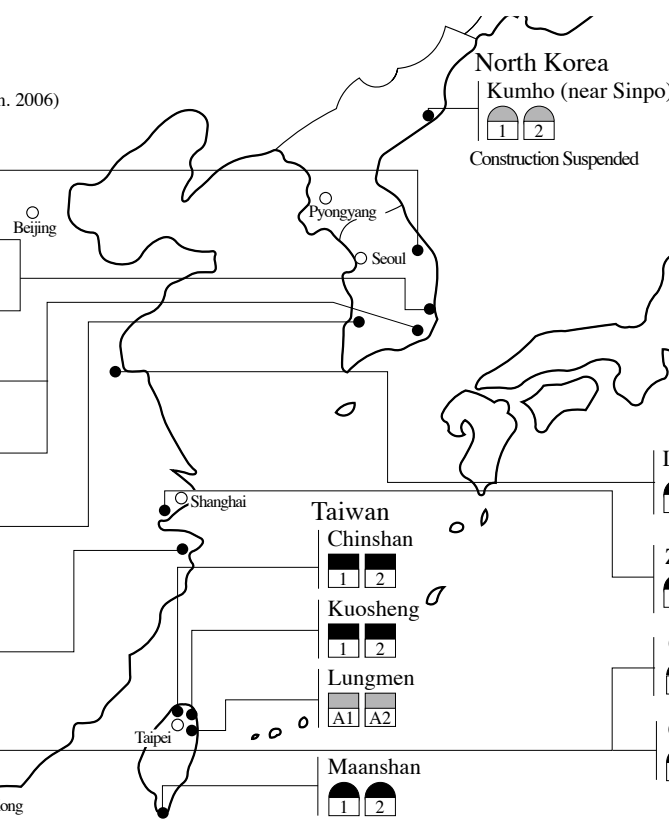 North Korea
Kumho (near Sinpo)
1 2
Construction Suspended
2006)
Pyongyang
Beijing
Seoul
Shanghai
Taiwan
Chinshan
1 2
Kuosheng
1 2
Lungmen
A1 A2
Taipei
Maanshan
1 2